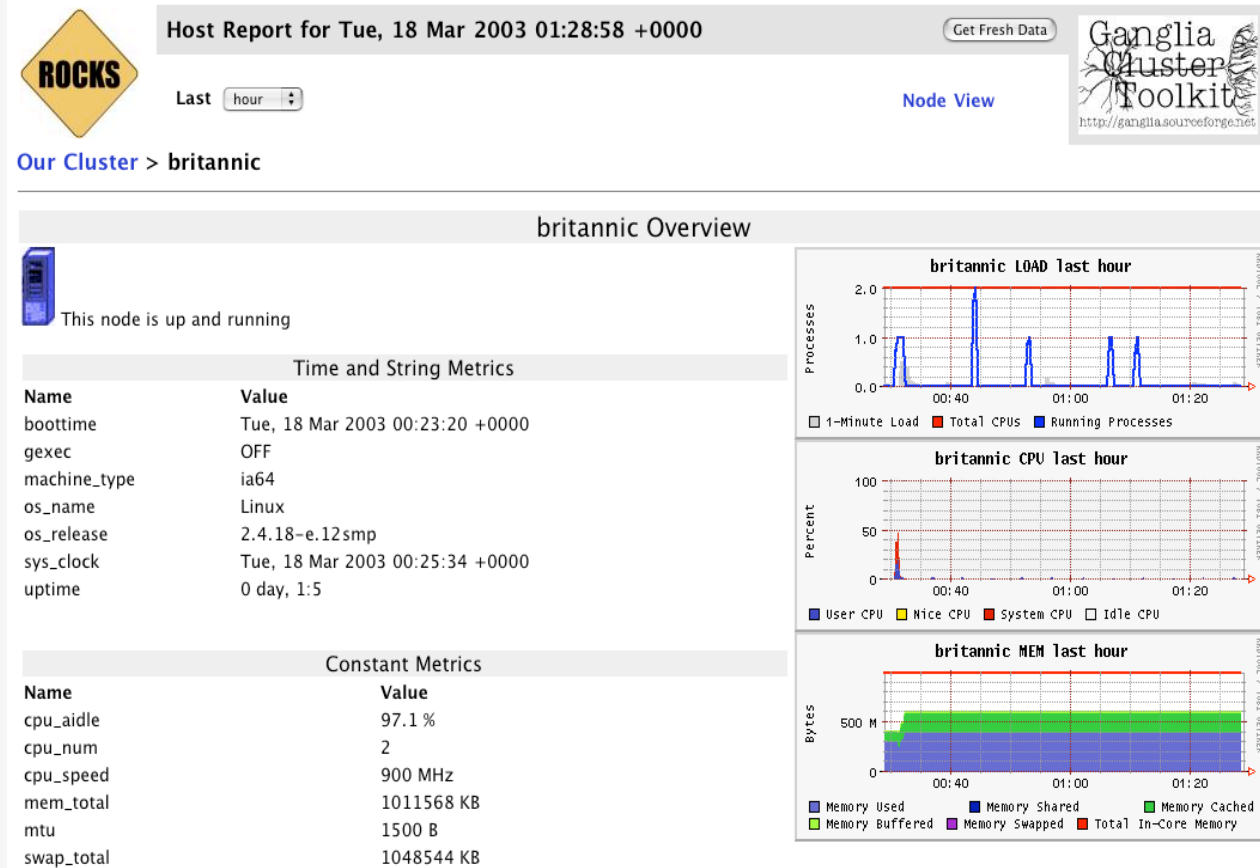 ROCKS
Host Report for Tue, 18 Mar 2003 01:28:58 +0000
Get Fresh Data
Ganglia
Cluster
Toolkit
http://ganglia.sourceforge.net
Last hour
Node View
Our Cluster > britannic
britannic Overview
This node is up and running
Time and String Metrics
Name Value
boottime Tue, 18 Mar 2003 00:23:20 +0000
gexec OFF
machine_type ia64
os_name Linux
os_release 2.4.18-e.12smp
sys_clock Tue, 18 Mar 2003 00:25:34 +0000
uptime 0 day, 1:5
Constant Metrics
Name Value
cpu_aidle 97.1 %
cpu_num 2
cpu_speed 900 MHz
mem_total 1011568 KB
mtu 1500 B
swap_total 1048544 KB
britannic LOAD last hour
Processes
2.0
1.0
0.0
00:40 01:00 01:20
1-Minute Load Total CPUs Running Processes
britannic CPU last hour
Percent
100
50
0
00:40 01:00 01:20
User CPU Nice CPU System CPU Idle CPU
britannic MEM last hour
Bytes
500 M
0
00:40 01:00 01:20
Memory Used Memory Shared Memory Cached
Memory Buffered Memory Swapped Total In-Core Memory